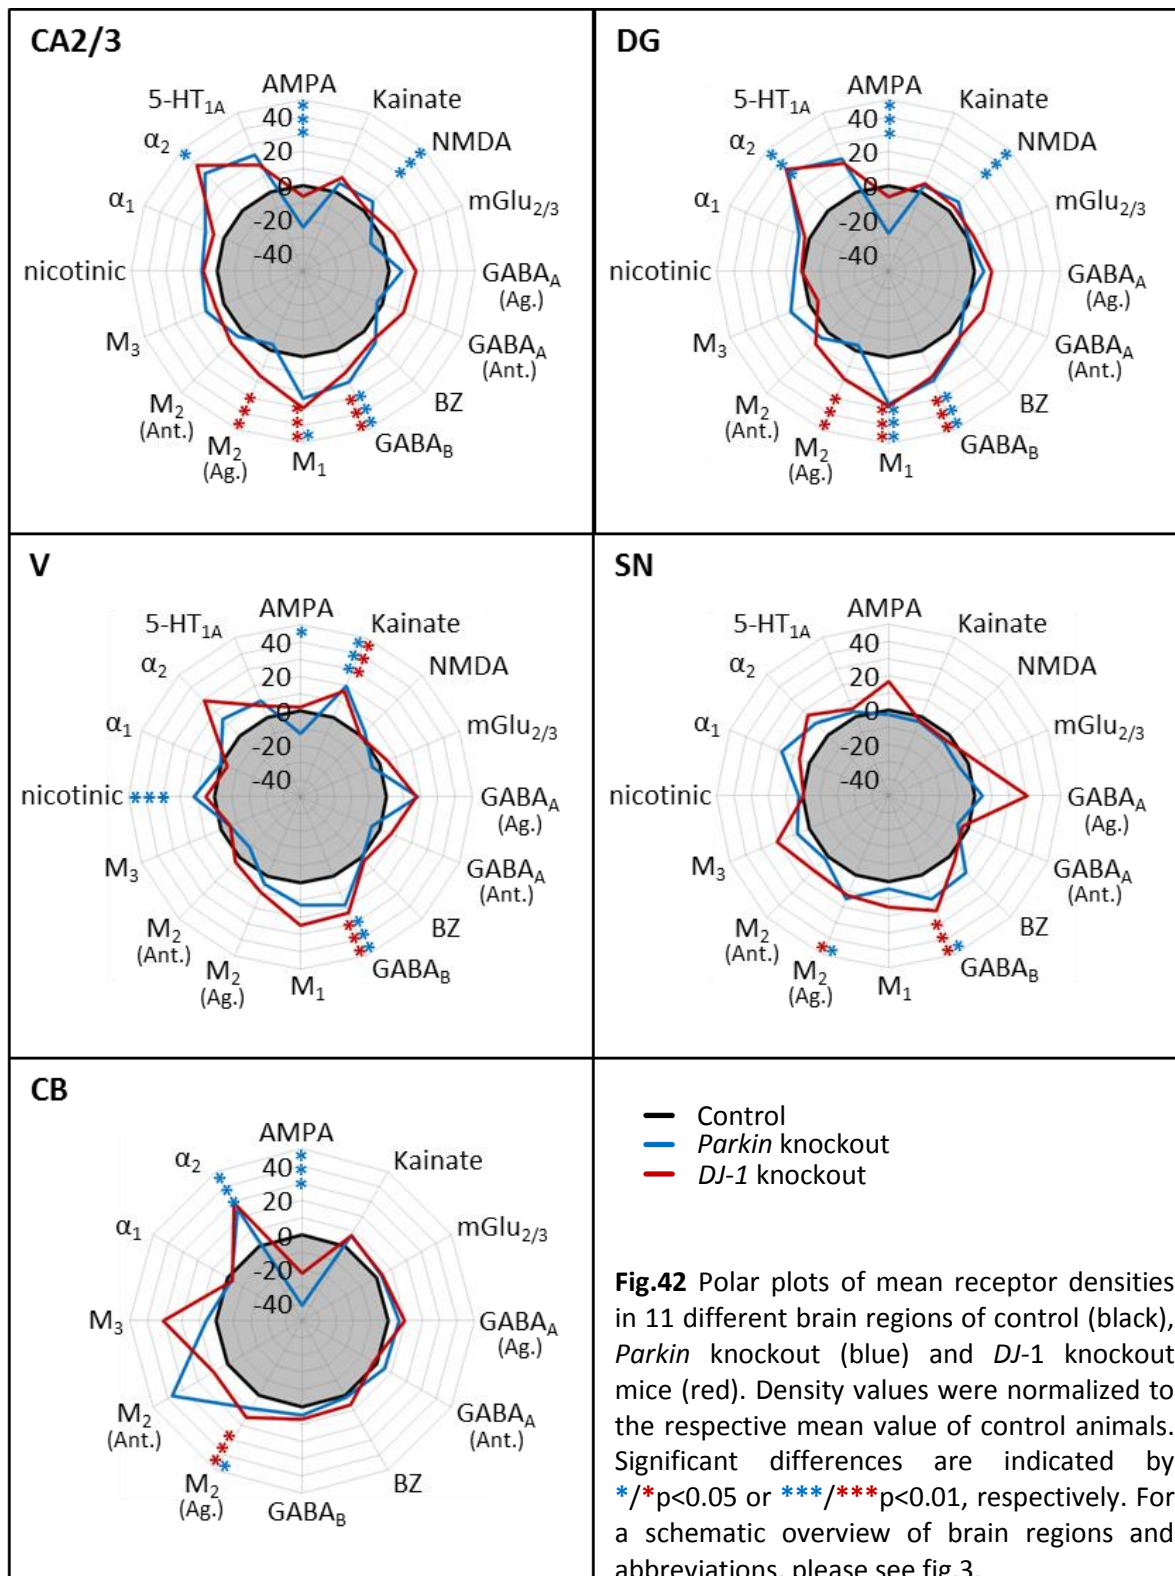 CA2/3
AMPA
Kainate
NMDA
mGlu2/3
GABAA
(Ag.)
GABAA
(Ant.)
BZ
GABAB
M1
M2
(Ag.)
M2
(Ant.)
M3
nicotinic
α1
α2
5-HT1A
40
20
0
-20
-40
*** *** * *** *** * *** ***
DG
AMPA
Kainate
NMDA
mGlu2/3
GABAA
(Ag.)
GABAA
(Ant.)
BZ
GABAB
M1
M2
(Ag.)
M2
(Ant.)
M3
nicotinic
α1
α2
5-HT1A
40
20
0
-20
-40
*** *** *** *** *** *** *** ***
V
AMPA
Kainate
NMDA
mGlu2/3
GABAA
(Ag.)
GABAA
(Ant.)
BZ
GABAB
M1
M2
(Ag.)
M2
(Ant.)
M3
nicotinic
α1
α2
5-HT1A
40
20
0
-20
-40
* *** *** *** *** ***
SN
AMPA
Kainate
NMDA
mGlu2/3
GABAA
(Ag.)
GABAA
(Ant.)
BZ
GABAB
M1
M2
(Ag.)
M2
(Ant.)
M3
nicotinic
α1
α2
5-HT1A
40
20
0
-20
-40
*** * * *
CB
AMPA
Kainate
mGlu2/3
GABAA
(Ag.)
GABAA
(Ant.)
BZ
GABAB
M2
(Ag.)
M2
(Ant.)
M3
α1
α2
40
20
0
-20
-40
*** *** *** *
Control
Parkin knockout
DJ-1 knockout
Fig.42 Polar plots of mean receptor densities
in 11 different brain regions of control (black),
Parkin knockout (blue) and DJ-1 knockout
mice (red). Density values were normalized to
the respective mean value of control animals.
Significant differences are indicated by
*/*p<0.05 or ***/***p<0.01, respectively. For
a schematic overview of brain regions and
abbreviations, please see fig.3.